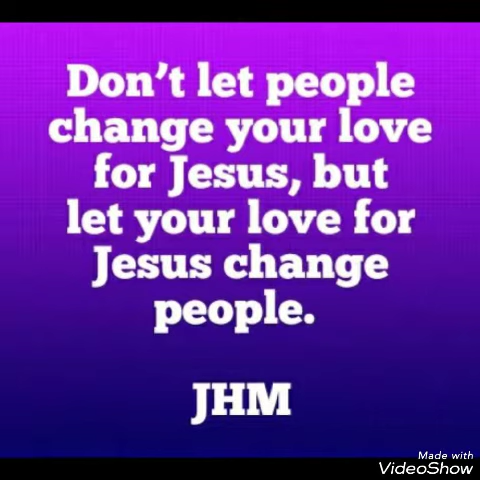 Don’t let people
change your love
for Jesus, but
let your love for
Jesus change
people.
JHM
Made with
VideoShow